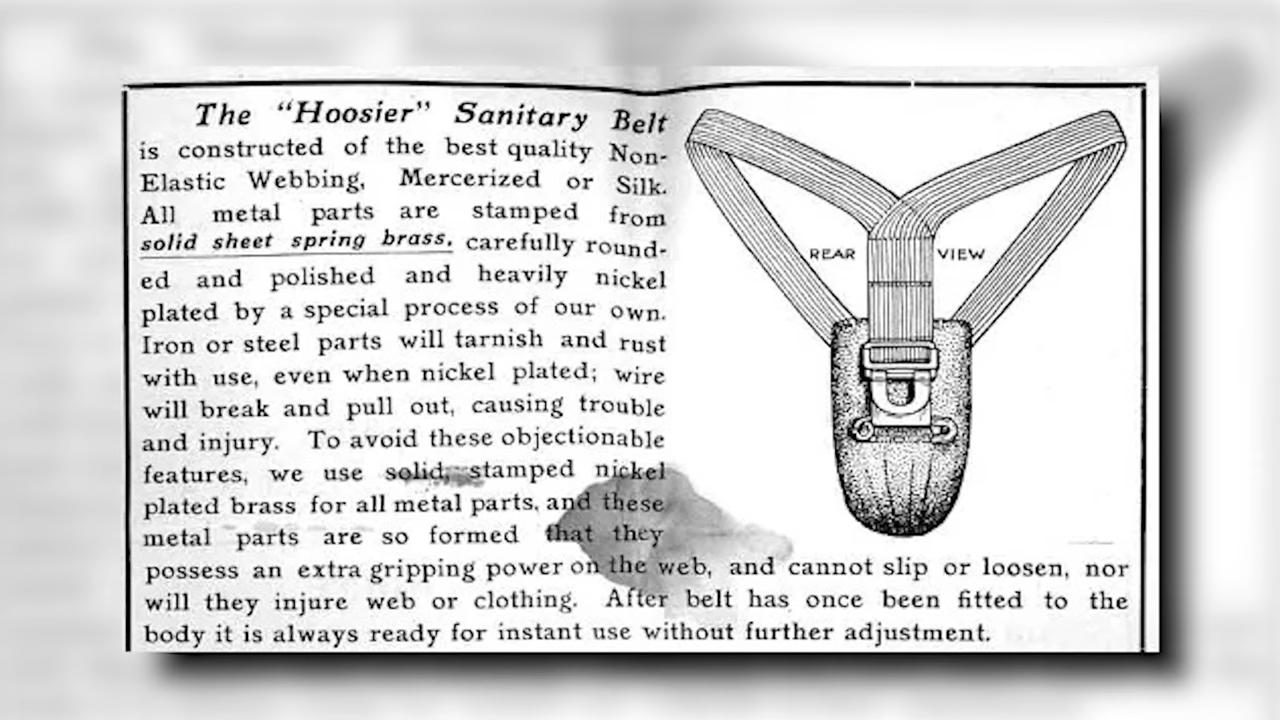 The "Hoosier" Sanitary Belt
is constructed of the best quality Non-
Elastic Webbing, Mercerized or Silk.
All metal parts are stamped from
solid sheet spring brass, carefully round-
ed and polished and heavily nickel
plated by a special process of our own.
Iron or steel parts will tarnish and rust
with use, even when nickel plated; wire
will break and pull out, causing trouble
and injury. To avoid these objectionable
features, we use solid, stamped nickel
plated brass for all metal parts, and these
metal parts are so formed that they
possess an extra gripping power on the web, and cannot slip or loosen, nor
will they injure web or clothing. After belt has once been fitted to the
body it is always ready for instant use without further adjustment.
REAR VIEW